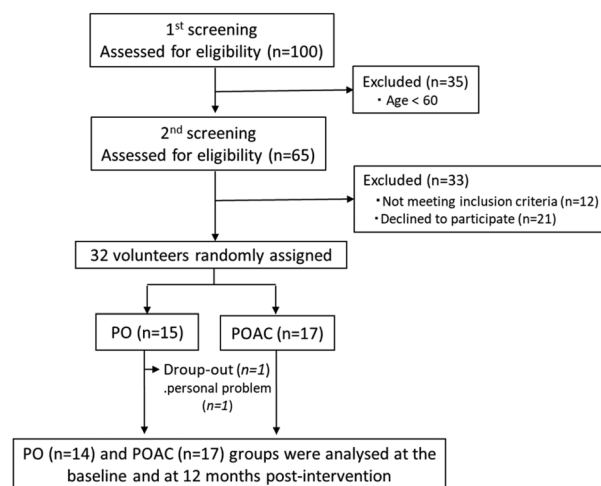 1st screening
Assessed for eligibility (n=100)
Excluded (n=35)
・Age < 60
2nd screening
Assessed for eligibility (n=65)
Excluded (n=33)
・Not meeting inclusion criteria (n=12)
・Declined to participate (n=21)
32 volunteers randomly assigned
PO (n=15)
POAC (n=17)
Droup-out (n=1)
.personal problem
(n=1)
PO (n=14) and POAC (n=17) groups were analysed at the
baseline and at 12 months post-intervention